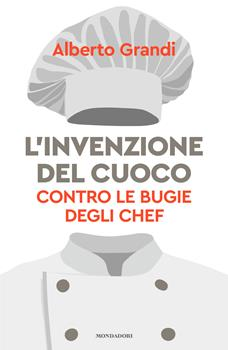 Alberto Grandi
L'INVENZIONE
DEL CUOCO
CONTRO LE BUGIE
DEGLI CHEF
MONDADORI